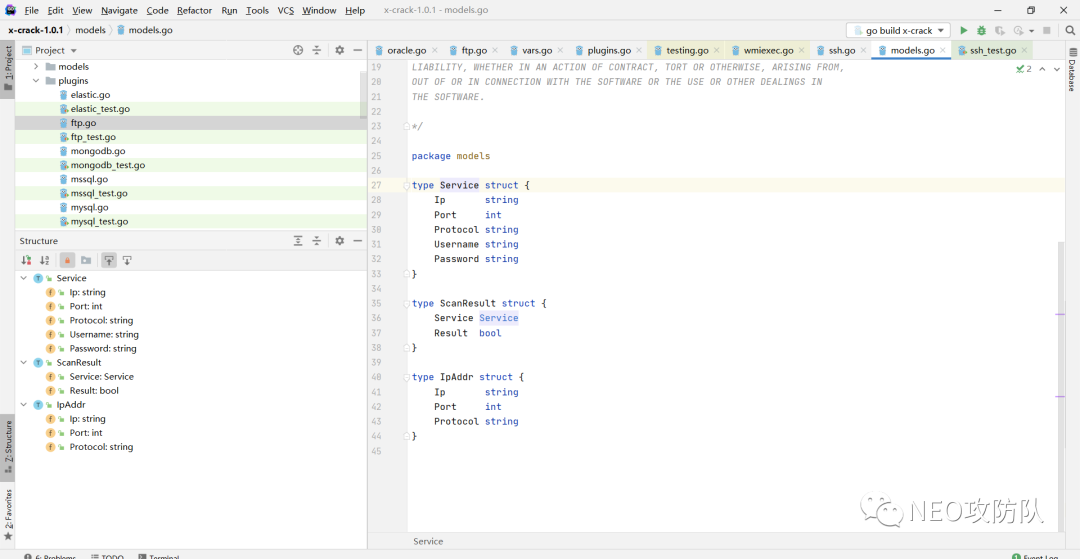 File Edit View Navigate Code Refactor Run Tools VCS Window Help x-crack-1.0.1 - models.go
x-crack-1.0.1 models models.go go build x-crack
1: Project
Project
models
plugins
elastic.go
elastic_test.go
ftp.go
ftp_test.go
mongodb.go
mongodb_test.go
mssql.go
mssql_test.go
mysql.go
mysql_test.go
Structure
Service
Ip: string
Port: int
Protocol: string
Username: string
Password: string
ScanResult
Service: Service
Result: bool
IpAddr
Ip: string
Port: int
Protocol: string
Z: Structure
2: Favorites
oracle.go ftp.go vars.go plugins.go testing.go wmiexec.go ssh.go models.go ssh_test.go
2
Database
19 LIABILITY, WHETHER IN AN ACTION OF CONTRACT, TORT OR OTHERWISE, ARISING FROM,
20 OUT OF OR IN CONNECTION WITH THE SOFTWARE OR THE USE OR OTHER DEALINGS IN
21 THE SOFTWARE.
22
23 */
24
25 package models
26
27 type Service struct {
28 Ip string
29 Port int
30 Protocol string
31 Username string
32 Password string
33 }
34
35 type ScanResult struct {
36 Service Service
37 Result bool
38 }
39
40 type IpAddr struct {
41 Ip string
42 Port int
43 Protocol string
44 }
45
NEO攻防队
Service
6: Problems TODO Terminal 1 Event Log